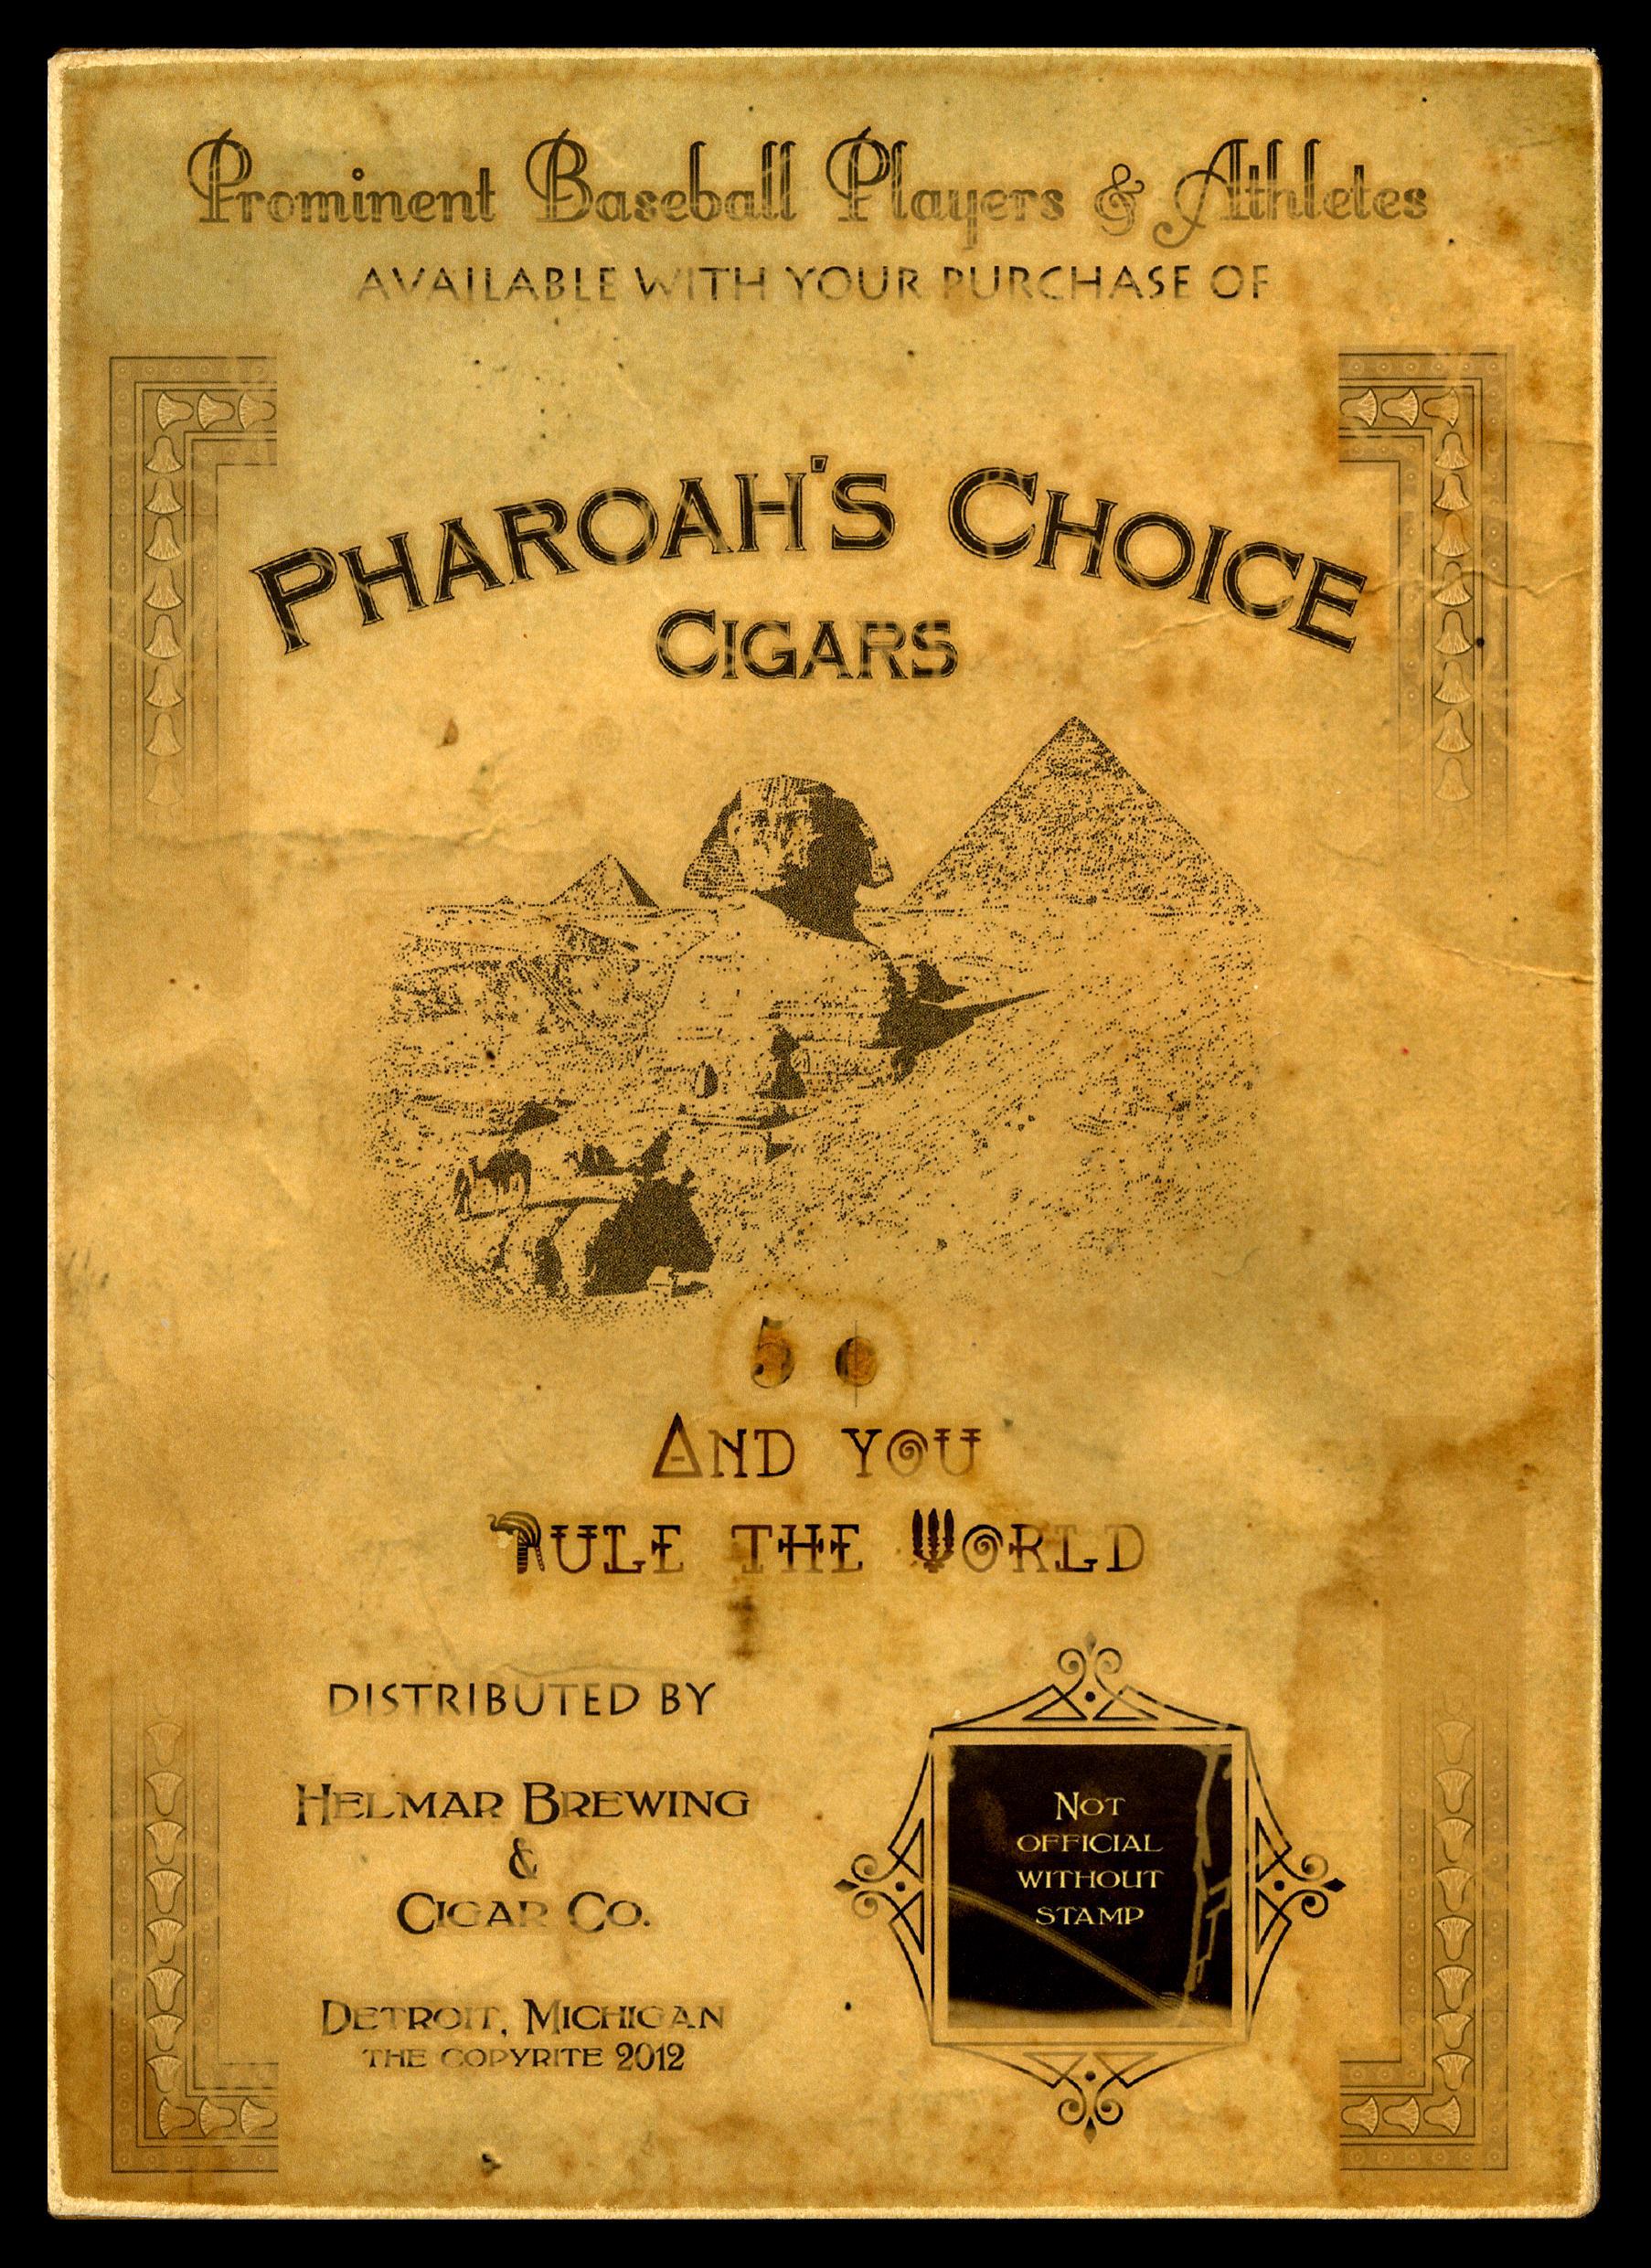 Prominent Baseball Players & Athletes
AVAILABLE WITH YOUR PURCHASE OF
PHAROAH'S CHOICE
CIGARS
5¢
AND YOU
RULE THE WORLD
DISTRIBUTED BY
HELMAR BREWING
&
CIGAR CO.
DETROIT, MICHIGAN
THE COPYRITE 2012
NOT
OFFICIAL
WITHOUT
STAMP